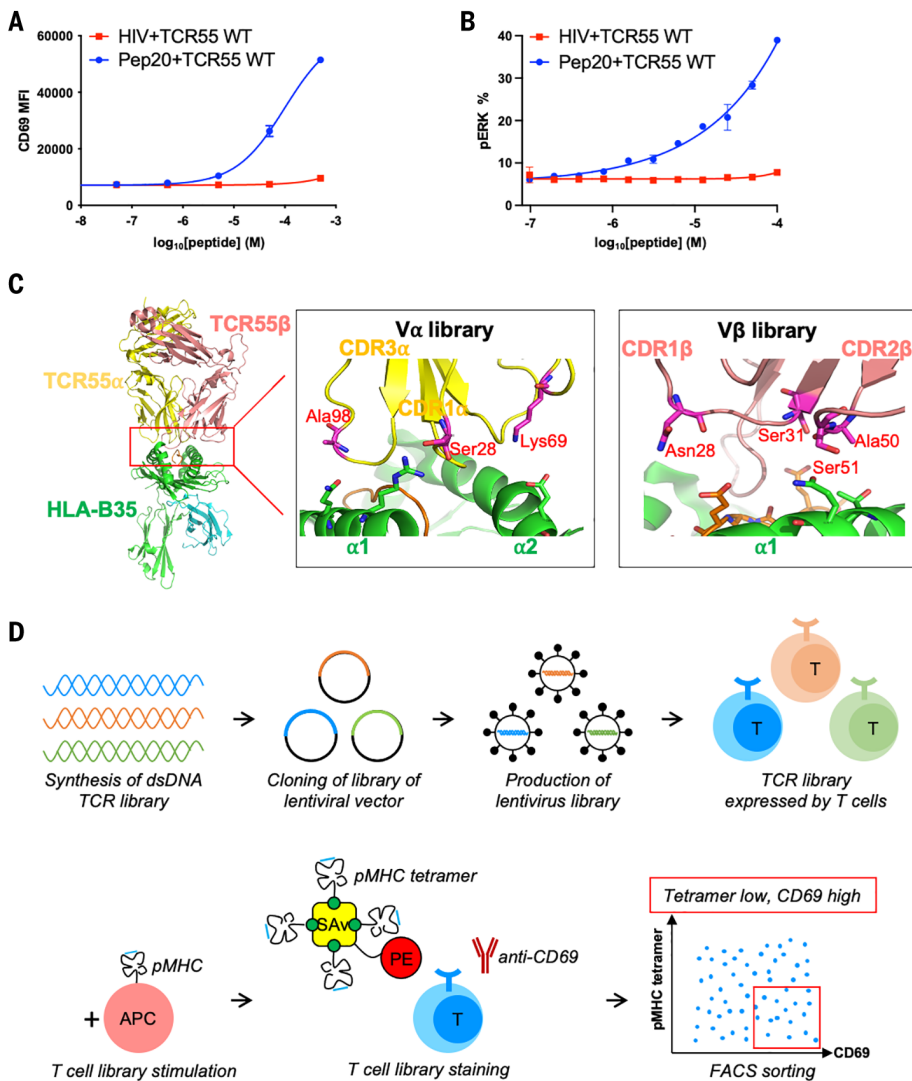 A
HIV+TCR55 WT
Pep20+TCR55 WT
60000
40000
20000
0
CD69 MFI
-8
-7
-6
-5
-4
-3
log10[peptide] (M)
B
HIV+TCR55 WT
Pep20+TCR55 WT
40
30
20
10
0
pERK %
-7
-6
-5
-4
log10[peptide] (M)
C
TCR55β
TCR55α
HLA-B35
Vα library
CDR3α
CDR1α
Ala98
Ser28
Lys69
α1
α2
Vβ library
CDR1β
CDR2β
Asn28
Ser31
Ala50
Ser51
α1
D
Synthesis of dsDNA
TCR library
Cloning of library of
lentiviral vector
Production of
lentivirus library
T
T
T
TCR library
expressed by T cells
pMHC
+
APC
T cell library stimulation
pMHC tetramer
SAv
PE
anti-CD69
T
T cell library staining
Tetramer low, CD69 high
pMHC tetramer
CD69
FACS sorting